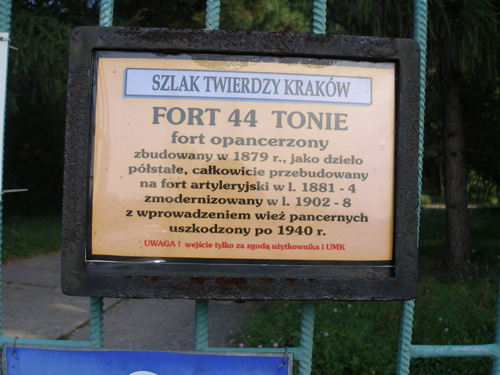 SZLAK TWIERDZY KRAKÓW
FORT 44 TONIE
fort opancerzony
zbudowany w 1879 r., jako dzieło
półstałe, całkowicie przebudowany
na fort artyleryjski w l. 1881 - 4
zmodernizowany w l. 1902 - 8
z wprowadzeniem wież pancernych
uszkodzony po 1940 r.
UWAGA ! wejście tylko za zgodą użytkownika i UMK